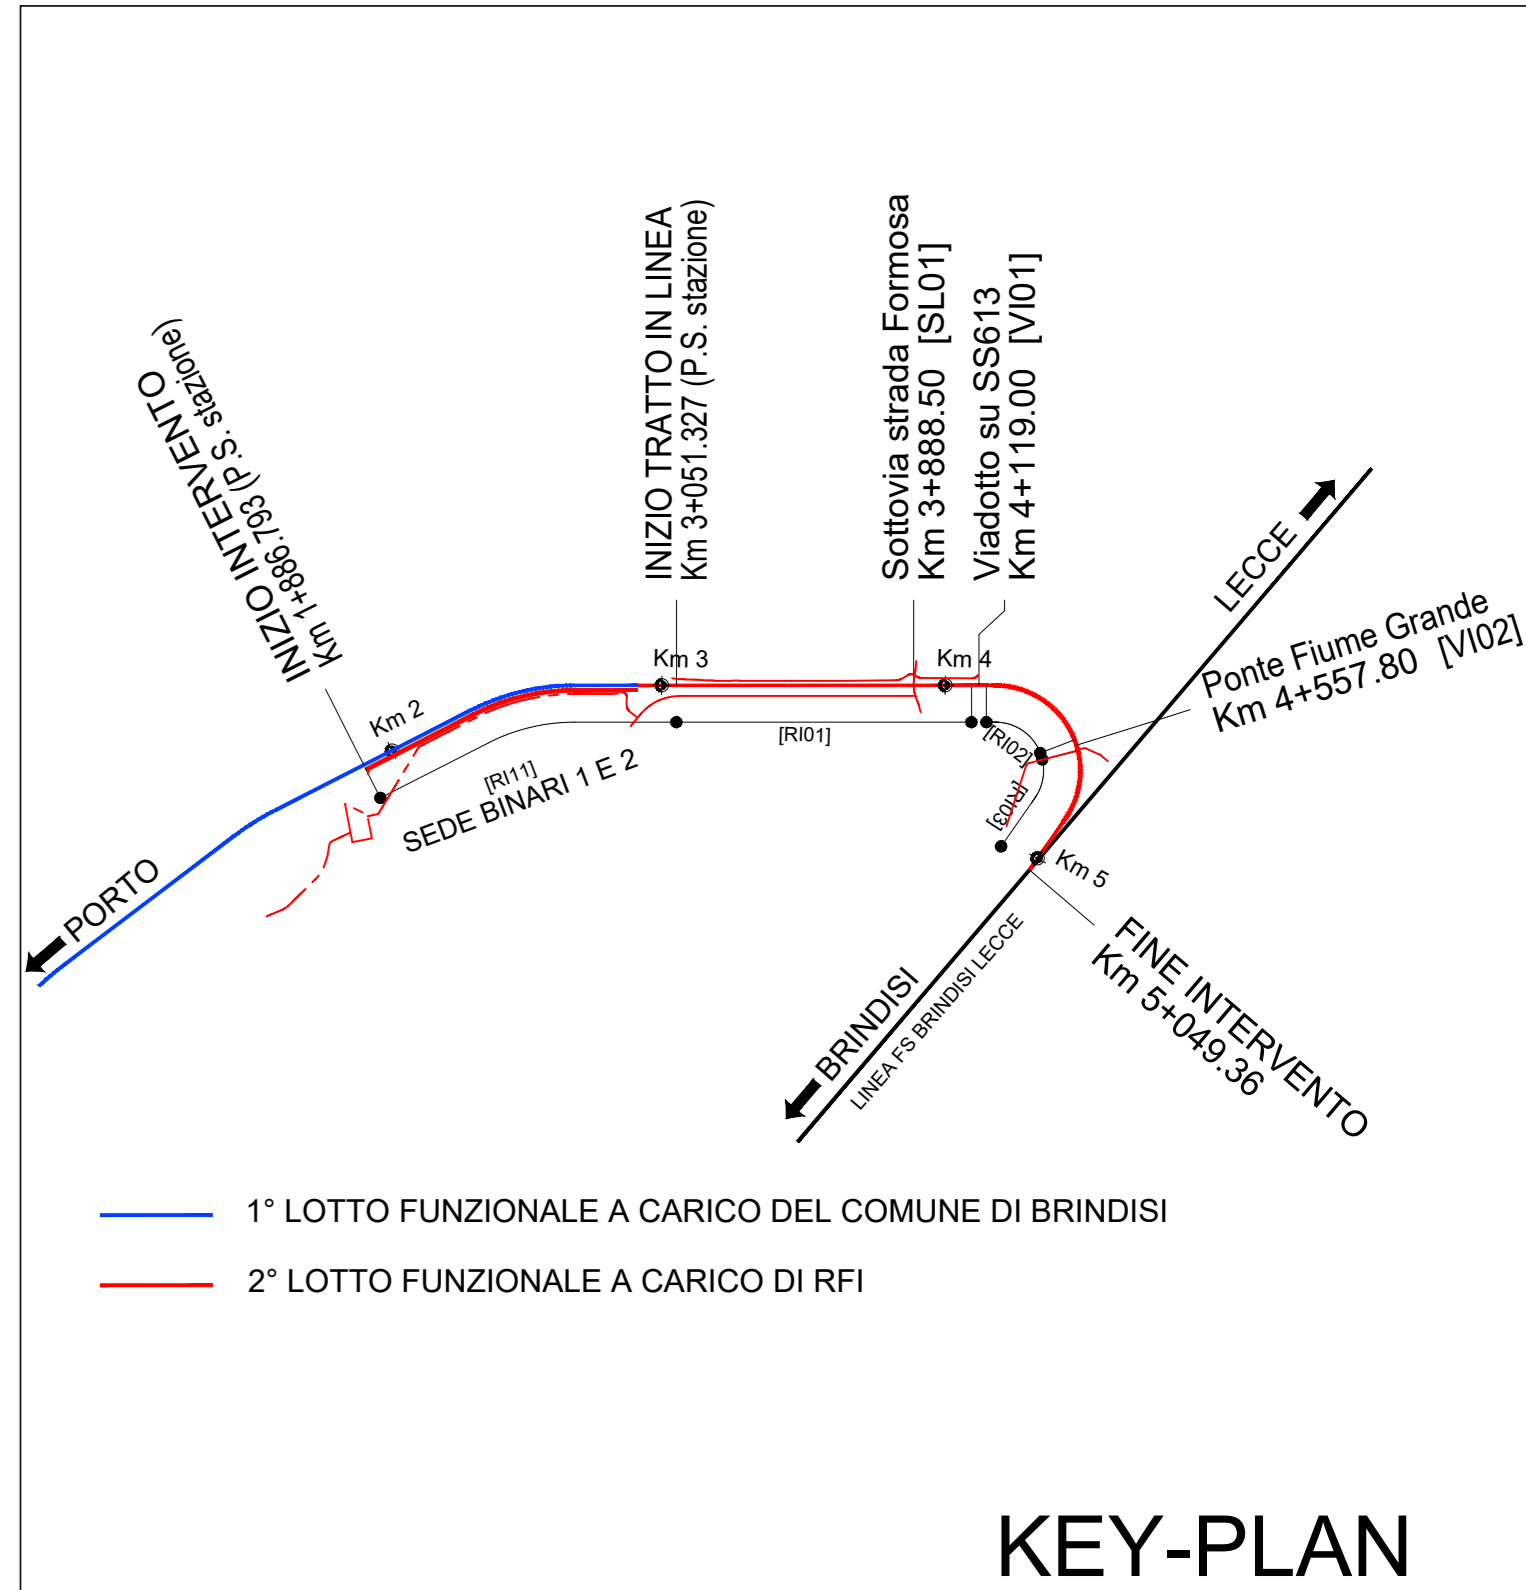 INIZIO INTERVENTO
Km 1+886.793 (P.S. stazione)
INIZIO TRATTO IN LINEA
Km 3+051.327 (P.S. stazione)
Sottovia strada Formosa
Km 3+888.50 [SL01]
Viadotto su SS613
Km 4+119.00 [VI01]
LECCE
Ponte Fiume Grande
Km 4+557.80 [VI02]
Km 2
Km 3
Km 4
[RI01]
[RI02]
[RI03]
[RI11]
SEDE BINARI 1 E 2
Km 5
PORTO
FINE INTERVENTO
Km 5+049.36
BRINDISI
LINEA FS BRINDISI LECCE
1° LOTTO FUNZIONALE A CARICO DEL COMUNE DI BRINDISI
2° LOTTO FUNZIONALE A CARICO DI RFI
KEY-PLAN